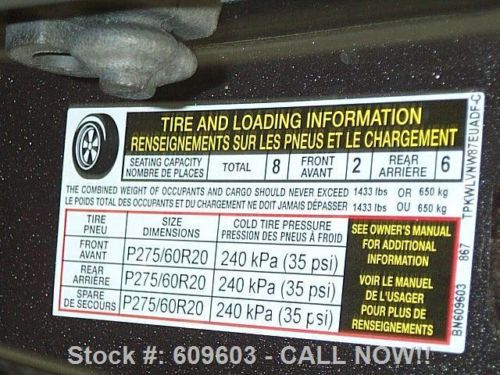 TIRE AND LOADING INFORMATION
RENSEIGNEMENTS SUR LES PNEUS ET LE CHARGEMENT
SEATING CAPACITY
NOMBRE DE PLACES
TOTAL 8
FRONT
AVANT
2
REAR
ARRIÈRE
6
THE COMBINED WEIGHT OF OCCUPANTS AND CARGO SHOULD NEVER EXCEED 1433 lbs OR 650 kg
LE POIDS TOTAL DES OCCUPANTS ET DU CHARGEMENT NE DOIT JAMAIS DÉPASSER 1433 lbs OU 650 kg
TIRE
PNEU
SIZE
DIMENSIONS
COLD TIRE PRESSURE
PRESSION DES PNEUS À FROID
FRONT
AVANT
P275/60R20 240 kPa (35 psi)
REAR
ARRIÈRE
P275/60R20 240 kPa (35 psi)
SPARE
DE SECOURS
P275/60R20 240 kPa (35 psi)
SEE OWNER'S MANUAL
FOR ADDITIONAL
INFORMATION
VOIR LE MANUEL
DE L'USAGER
POUR PLUS DE
RENSEIGNEMENTS
TPKWLVNW87EUADF-C
867
BN609603
Stock #: 609603 - CALL NOW!!